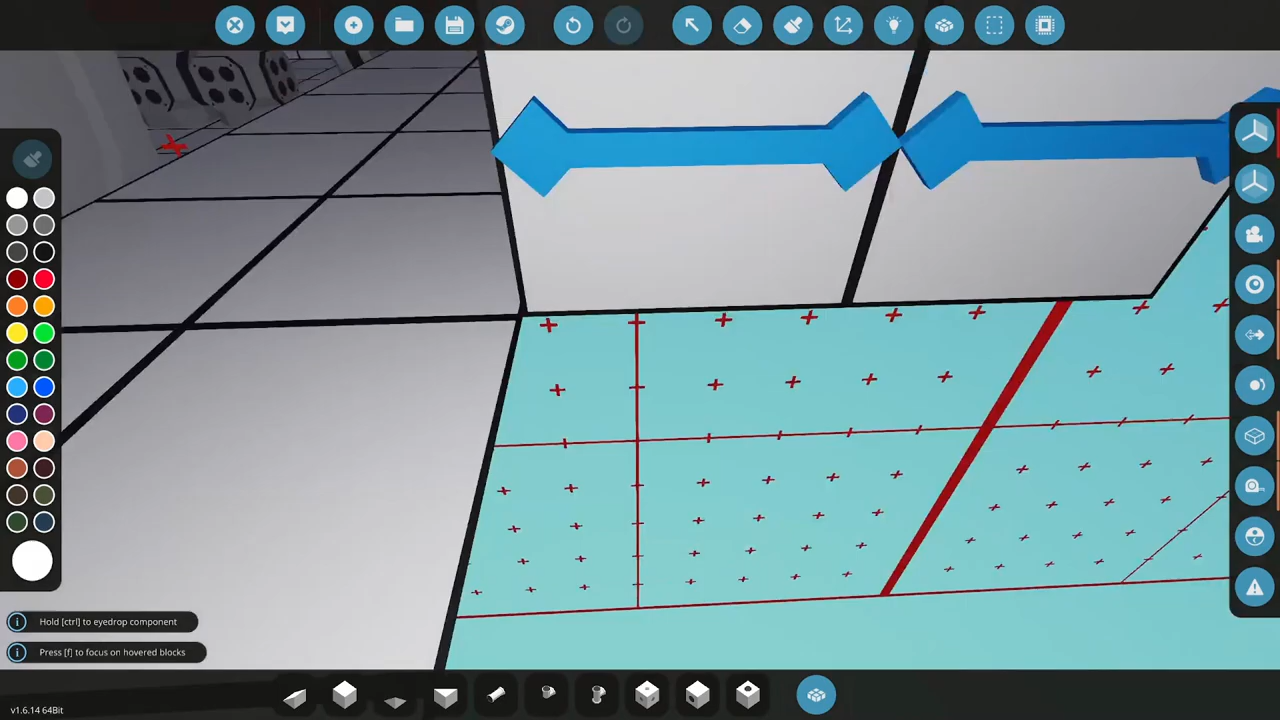 Hold [ctrl] to eyedrop component
Press [f] to focus on hovered blocks
v1.6.14 64Bit